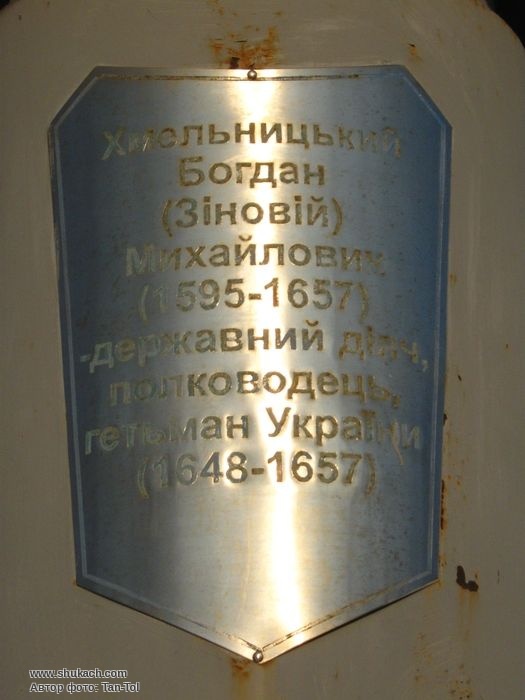 Хмельницький
Богдан
(Зіновій)
Михайлович
(1595-1657)
-державний діяч,
полководець,
гетьман України
(1648-1657)
www.shukach.com
Автор фото: Tan-Tol